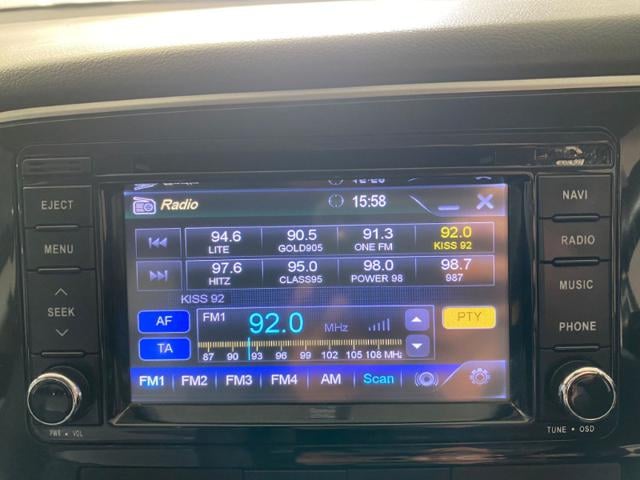 EJECT
MENU
SEEK
PWR • VOL
Radio
15:58
94.6 90.5 91.3 92.0
LITE GOLD905 ONE FM KISS 92
97.6 95.0 98.0 98.7
HITZ CLASS95 POWER 98 987
KISS 92
AF
TA
FM1
92.0 MHz
PTY
87 90 93 96 99 102 105 108 MHz
FM1 FM2 FM3 FM4 AM Scan
NAVI
RADIO
MUSIC
PHONE
TUNE • OSD